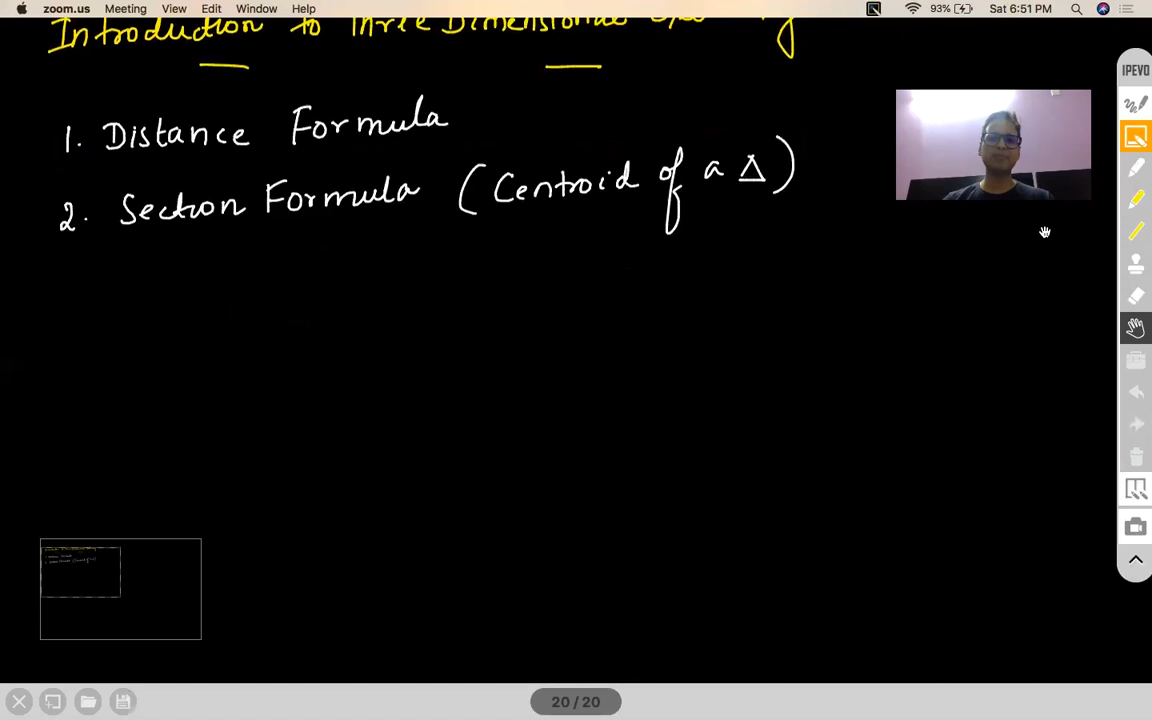 zoom.us Meeting View Edit Window Help 93% Sat 6:51 PM
Introduction to Three Dimensional
1. Distance Formula
2. Section Formula (Centroid of a Δ)
IPEVO
20 / 20